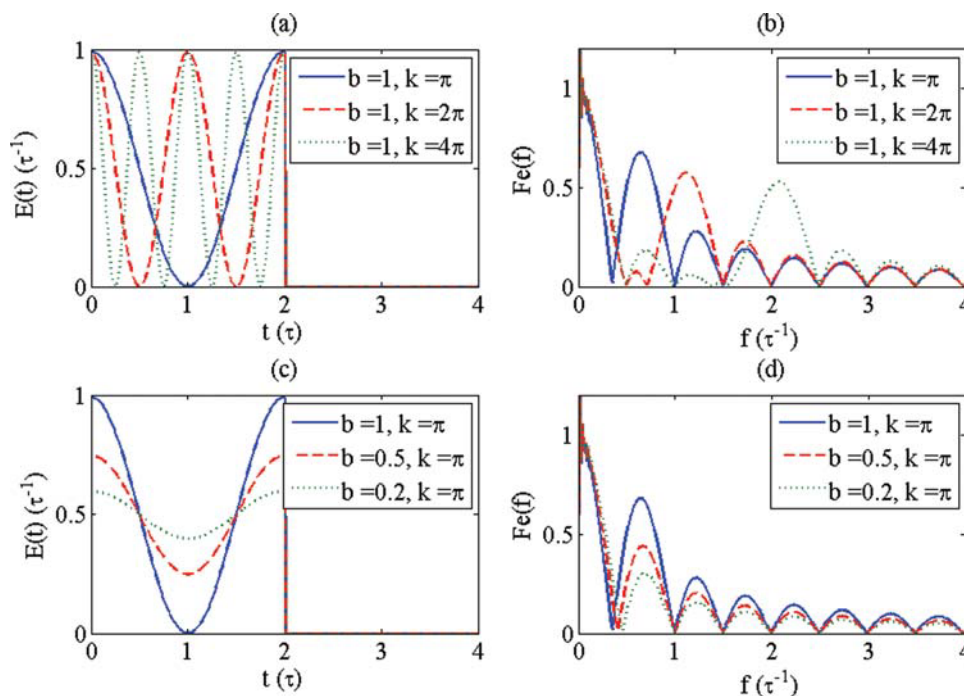 (a)
E(t) (τ⁻¹)
1
0.5
0
b =1, k =π
b =1, k =2π
b =1, k =4π
0 1 2 3 4
t (τ)
(b)
Fe(f)
1
0.5
0
b =1, k =π
b =1, k =2π
b =1, k =4π
0 1 2 3 4
f (τ⁻¹)
(c)
E(t) (τ⁻¹)
1
0.5
0
b =1, k =π
b =0.5, k =π
b =0.2, k =π
0 1 2 3 4
t (τ)
(d)
Fe(f)
1
0.5
0
b =1, k =π
b =0.5, k =π
b =0.2, k =π
0 1 2 3 4
f (τ⁻¹)